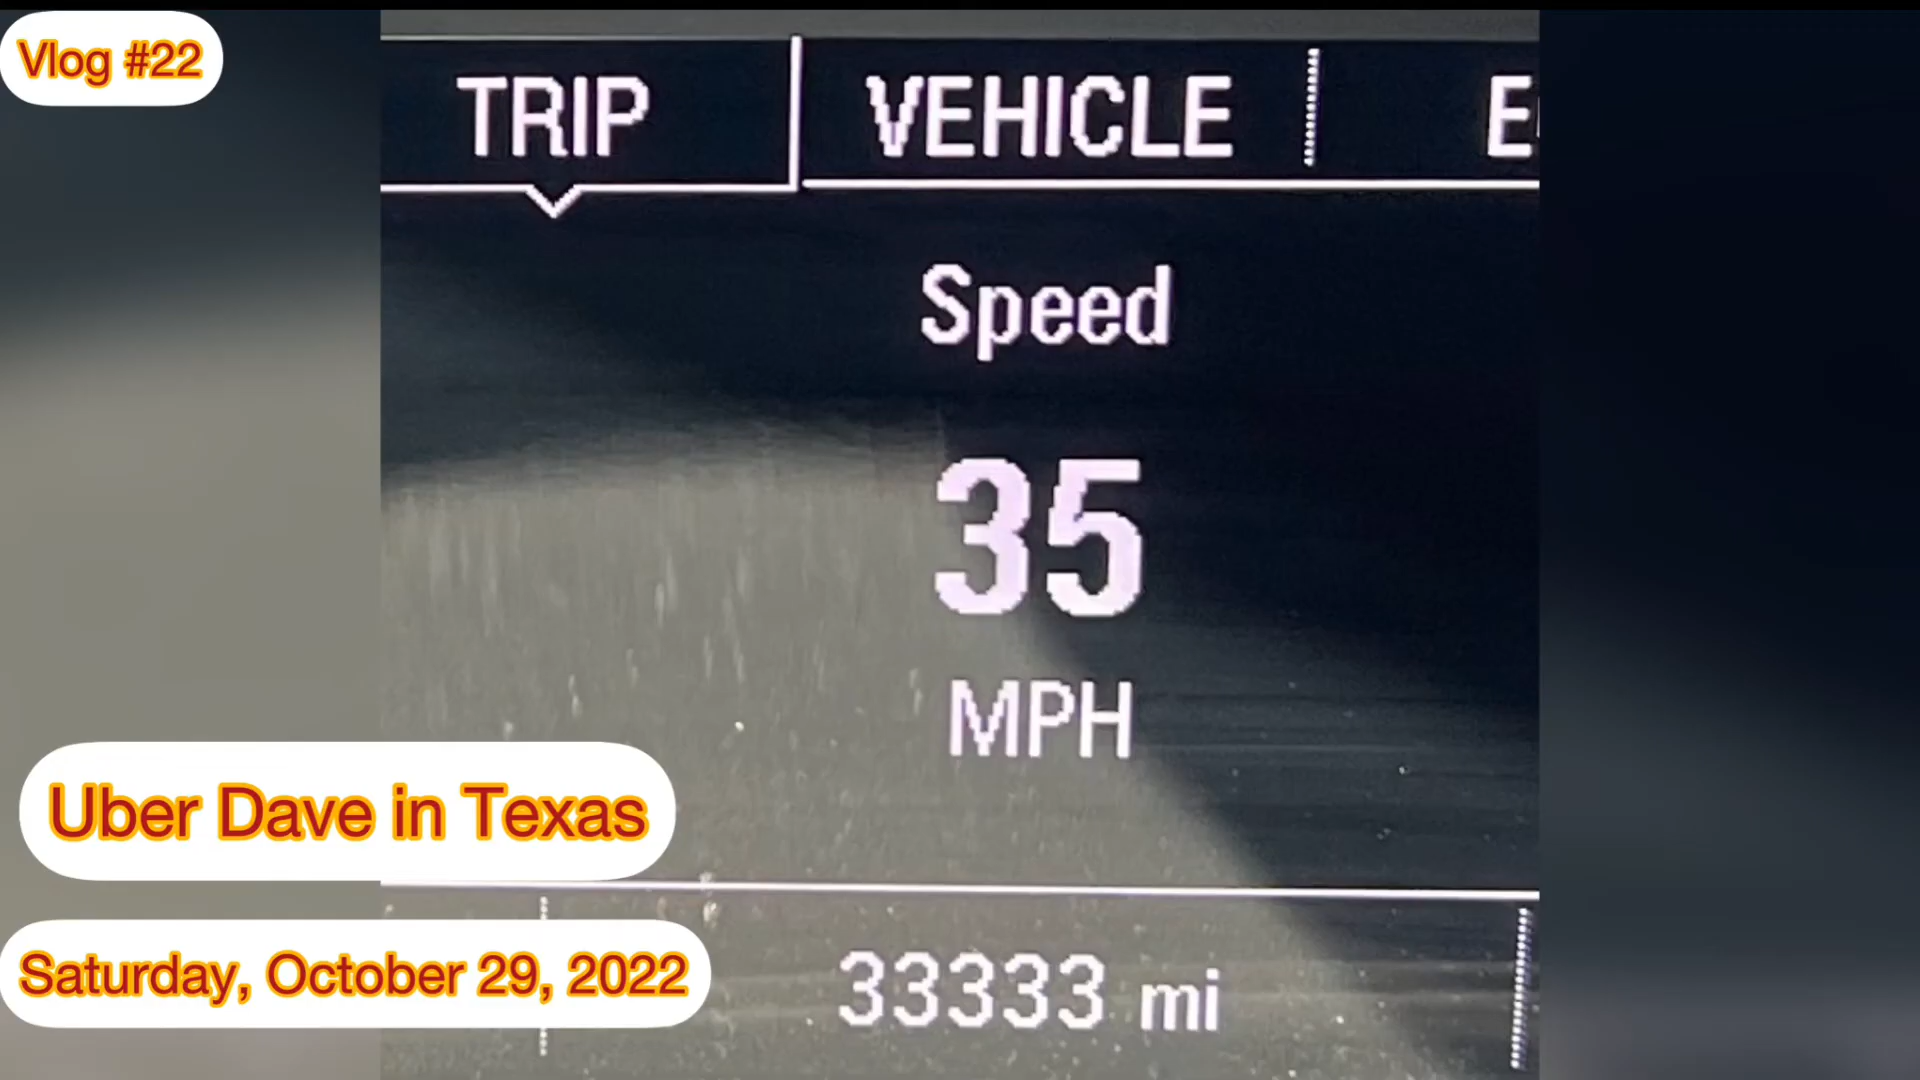 Vlog #22
TRIP
VEHICLE
Speed
35
MPH
Uber Dave in Texas
Saturday, October 29, 2022
33333 mi